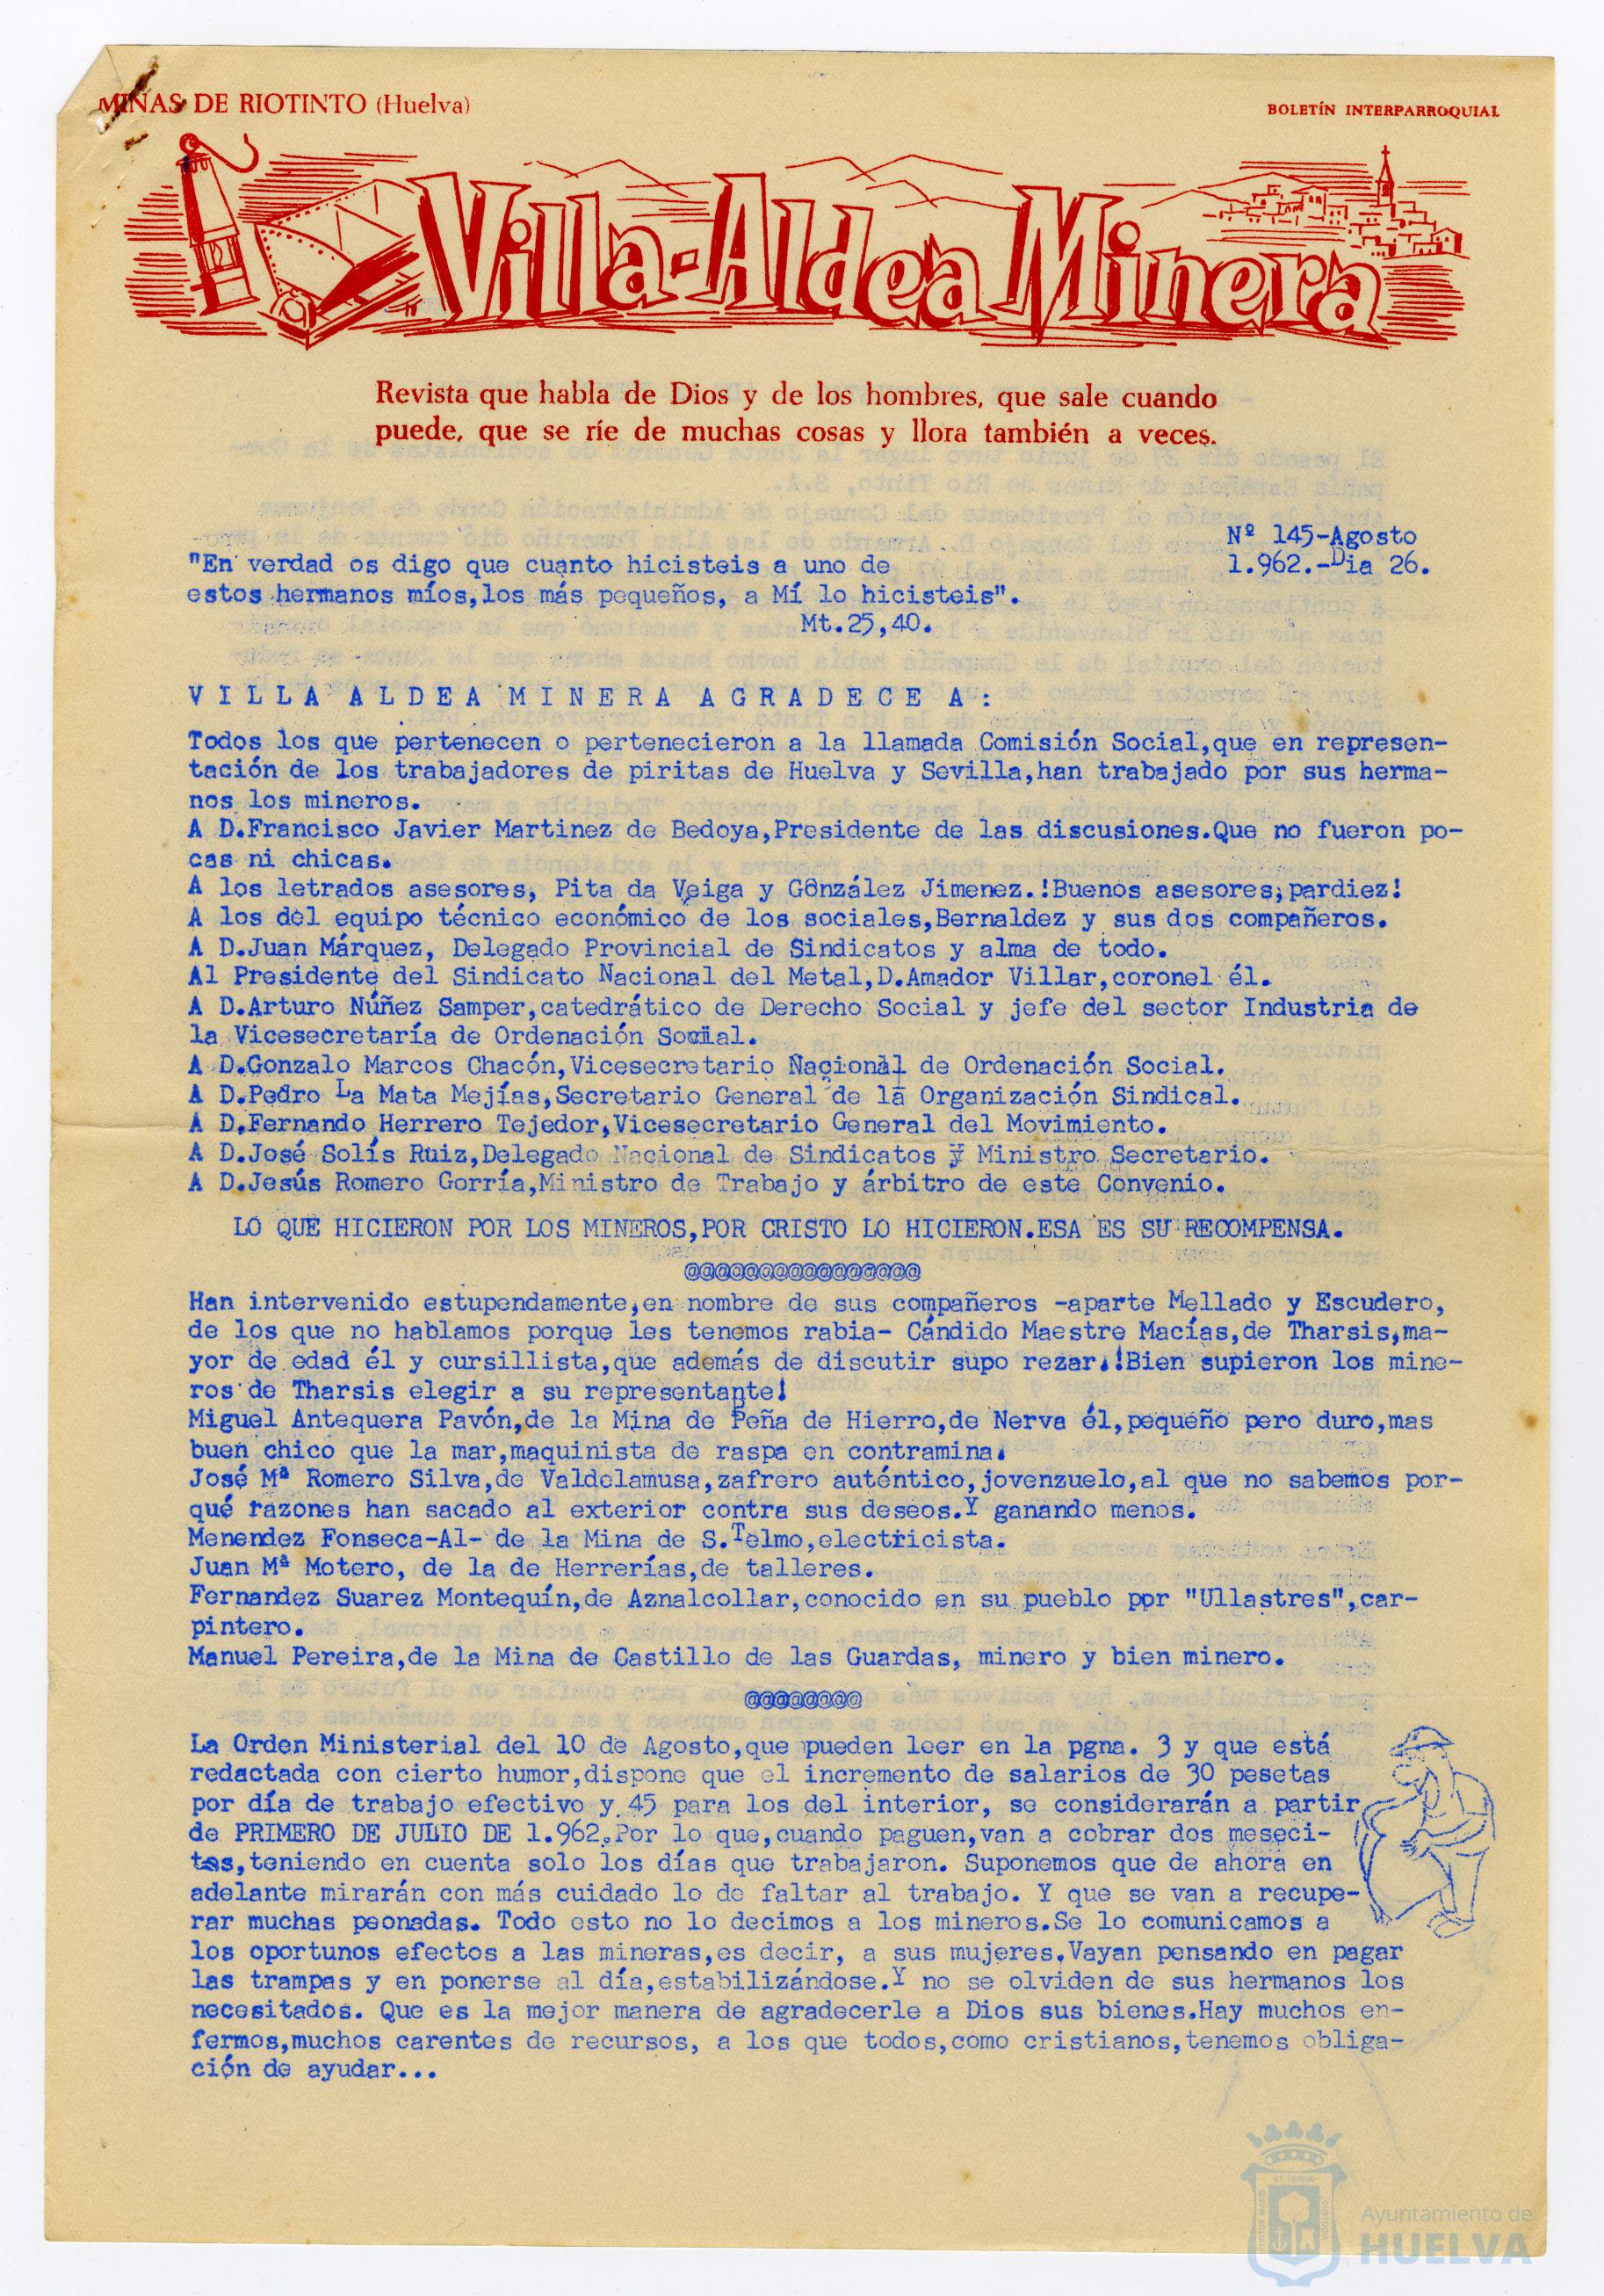 MINAS DE RIOTINTO (Huelva)
BOLETÍN INTERPARROQUIAL
Villa-Aldea Minera
Revista que habla de Dios y de los hombres, que sale cuando
puede, que se ríe de muchas cosas y llora también a veces.
Nº 145-Agosto
1.962.-Dia 26.
"En verdad os digo que cuanto hicisteis a uno de
estos hermanos míos,los más pequeños, a Mí lo hicisteis".
Mt.25,40.
VILLA ALDEA MINERA AGRADECE A:
Todos los que pertenecen o pertenecieron a la llamada Comisión Social,que en represen-
tación de los trabajadores de piritas de Huelva y Sevilla,han trabajado por sus herma-
nos los mineros.
A D.Francisco Javier Martinez de Bedoya,Presidente de las discusiones.Que no fueron po-
cas ni chicas.
A los letrados asesores, Pita da Veiga y González Jimenez.!Buenos asesores,pardiez!
A los del equipo técnico económico de los sociales,Bernaldez y sus dos compañeros.
A D.Juan Márquez, Delegado Provincial de Sindicatos y alma de todo.
Al Presidente del Sindicato Nacional del Metal,D.Amador Villar,coronel él.
A D.Arturo Núñez Samper,catedrático de Derecho Social y jefe del sector Industria de
la Vicesecretaría de Ordenación Social.
A D.Gonzalo Marcos Chacón,Vicesecretario Nacional de Ordenación Social.
A D.Pedro La Mata Mejías,Secretario General de la Organización Sindical.
A D.Fernando Herrero Tejedor,Vicesecretario General del Movimiento.
A D.José Solís Ruiz,Delegado Nacional de Sindicatos y Ministro Secretario.
A D.Jesús Romero Gorría,Ministro de Trabajo y árbitro de este Convenio.
LO QUE HICIERON POR LOS MINEROS,POR CRISTO LO HICIERON.ESA ES SU RECOMPENSA.
@@@@@@@@@@@@@@@@
Han intervenido estupendamente,en nombre de sus compañeros -aparte Mellado y Escudero,
de los que no hablamos porque les tenemos rabia- Cándido Maestre Macías,de Tharsis,ma-
yor de edad él y cursillista,que además de discutir supo rezar.!Bien supieron los mine-
ros de Tharsis elegir a su representante!
Miguel Antequera Pavón,de la Mina de Peña de Hierro,de Nerva él,pequeño pero duro,mas
buen chico que la mar,maquinista de raspa en contramina.
José Mª Romero Silva,de Valdelamusa,zafrero auténtico,jovenzuelo,al que no sabemos por-
qué razones han sacado al exterior contra sus deseos.Y ganando menos.
Menendez Fonseca-Al- de la Mina de S.Telmo,electricista.
Juan Mª Motero, de la de Herrerías,de talleres.
Fernandez Suarez Montequín,de Aznalcollar,conocido en su pueblo por "Ullastres",car-
pintero.
Manuel Pereira,de la Mina de Castillo de las Guardas, minero y bien minero.
@@@@@@@@
La Orden Ministerial del 10 de Agosto,que pueden leer en la pgna. 3 y que está
redactada con cierto humor,dispone que el incremento de salarios de 30 pesetas
por día de trabajo efectivo y 45 para los del interior, se considerarán a partir
de PRIMERO DE JULIO DE 1.962.Por lo que,cuando paguen,van a cobrar dos meseci-
tas,teniendo en cuenta solo los días que trabajaron. Suponemos que de ahora en
adelante mirarán con más cuidado lo de faltar al trabajo. Y que se van a recupe-
rar muchas peonadas. Todo esto no lo decimos a los mineros.Se lo comunicamos a
los oportunos efectos a las mineras,es decir, a sus mujeres.Vayan pensando en pagar
las trampas y en ponerse al día,estabilizándose.Y no se olviden de sus hermanos los
necesitados. Que es la mejor manera de agradecerle a Dios sus bienes.Hay muchos en-
fermos,muchos carentes de recursos, a los que todos,como cristianos,tenemos obliga-
ción de ayudar...
Ayuntamiento de
HUELVA